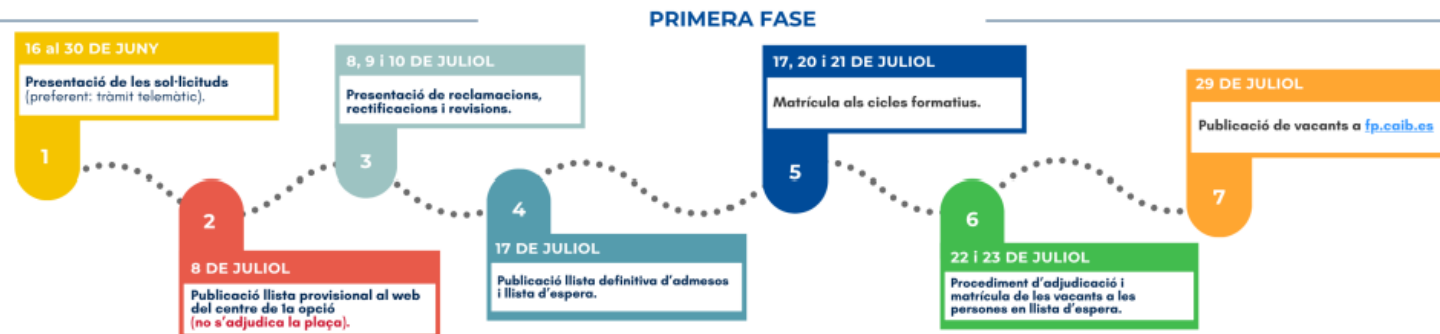 PRIMERA FASE
16 al 30 DE JUNY
Presentació de les sol·licituds
(preferent: tràmit telemàtic).
1
2
8 DE JULIOL
Publicació llista provisional al web
del centre de 1a opció
(no s'adjudica la plaça).
8, 9 i 10 DE JULIOL
Presentació de reclamacions,
rectificacions i revisions.
3
4
17 DE JULIOL
Publicació llista definitiva d'admesos
i llista d'espera.
17, 20 i 21 DE JULIOL
Matrícula als cicles formatius.
5
6
22 i 23 DE JULIOL
Procediment d'adjudicació i
matrícula de les vacants a les
persones en llista d'espera.
29 DE JULIOL
Publicació de vacants a fp.caib.es
7